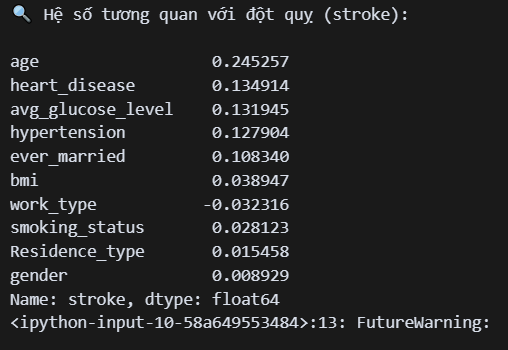 🔍 Hệ số tương quan với đột quỵ (stroke):
age 0.245257
heart_disease 0.134914
avg_glucose_level 0.131945
hypertension 0.127904
ever_married 0.108340
bmi 0.038947
work_type -0.032316
smoking_status 0.028123
Residence_type 0.015458
gender 0.008929
Name: stroke, dtype: float64
<ipython-input-10-58a649553484>:13: FutureWarning: